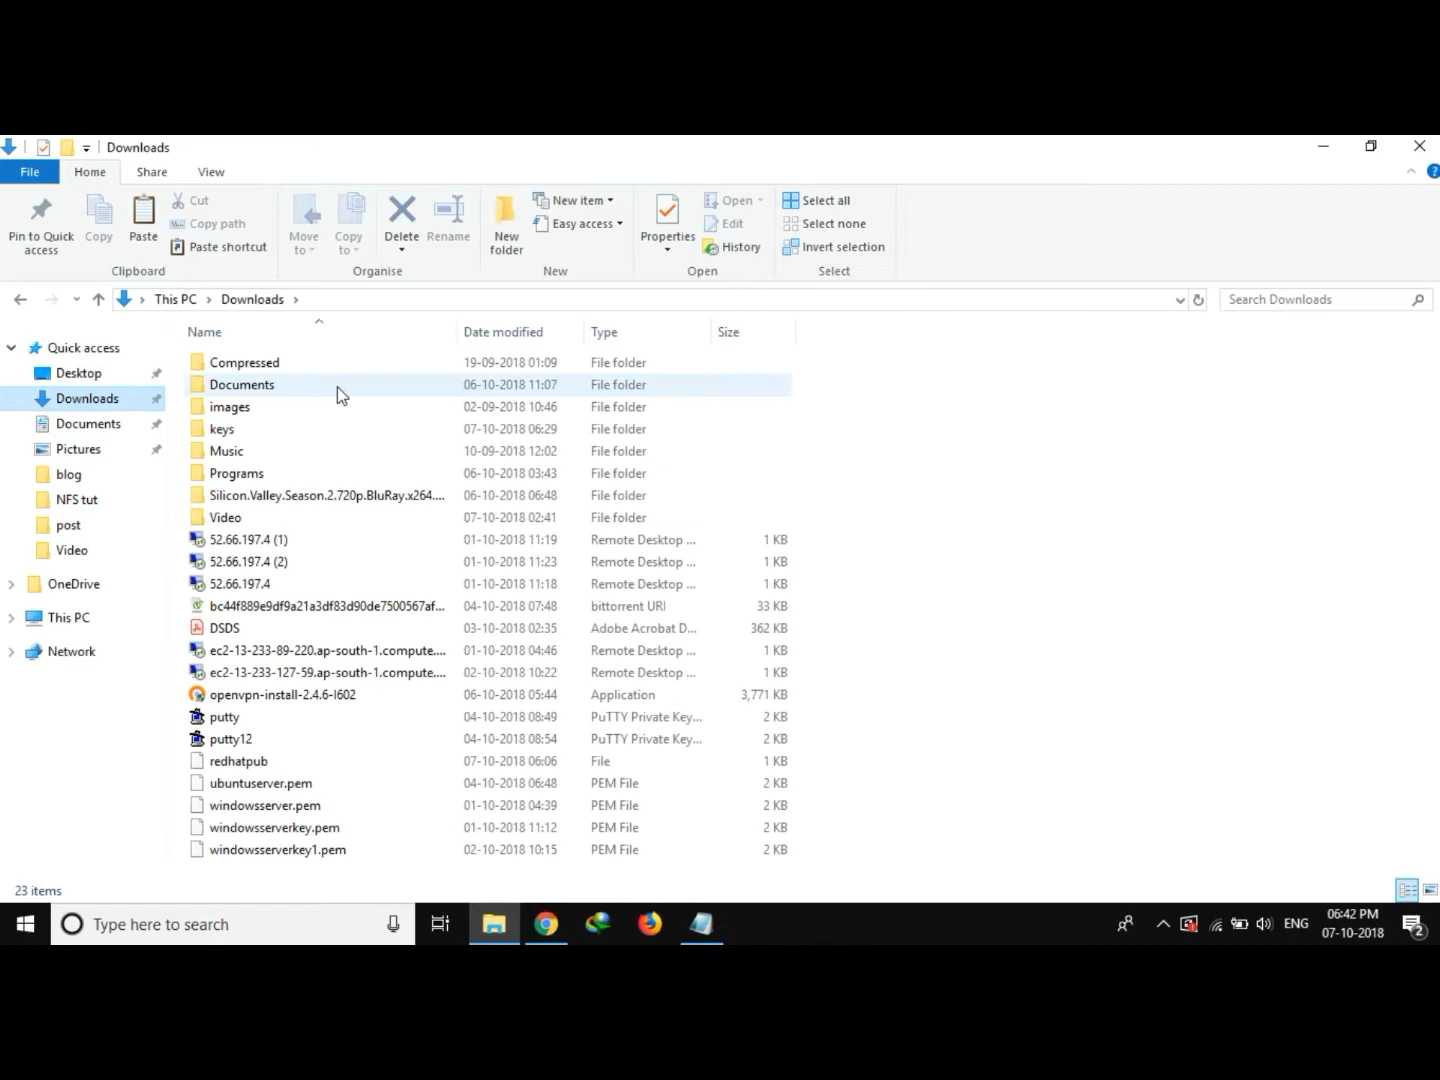 Downloads
File Home Share View
Pin to Quick access
Copy
Paste
Cut
Copy path
Paste shortcut
Clipboard
Move to
Copy to
Delete
Rename
Organise
New folder
New item
Easy access
New
Properties
Open
Edit
History
Open
Select all
Select none
Invert selection
Select
This PC Downloads
Search Downloads
Quick access
Desktop
Downloads
Documents
Pictures
blog
NFS tut
post
Video
OneDrive
This PC
Network
Name Date modified Type Size
Compressed 19-09-2018 01:09 File folder
Documents 06-10-2018 11:07 File folder
images 02-09-2018 10:46 File folder
keys 07-10-2018 06:29 File folder
Music 10-09-2018 12:02 File folder
Programs 06-10-2018 03:43 File folder
Silicon.Valley.Season.2.720p.BluRay.x264.... 06-10-2018 06:48 File folder
Video 07-10-2018 02:41 File folder
52.66.197.4 (1) 01-10-2018 11:19 Remote Desktop ... 1 KB
52.66.197.4 (2) 01-10-2018 11:23 Remote Desktop ... 1 KB
52.66.197.4 01-10-2018 11:18 Remote Desktop ... 1 KB
bc44f889e9df9a21a3df83d90de7500567af... 04-10-2018 07:48 bittorrent URI 33 KB
DSDS 03-10-2018 02:35 Adobe Acrobat D... 362 KB
ec2-13-233-89-220.ap-south-1.compute.... 01-10-2018 04:46 Remote Desktop ... 1 KB
ec2-13-233-127-59.ap-south-1.compute.... 02-10-2018 10:22 Remote Desktop ... 1 KB
openvpn-install-2.4.6-I602 06-10-2018 05:44 Application 3,771 KB
putty 04-10-2018 08:49 PuTTY Private Key... 2 KB
putty12 04-10-2018 08:54 PuTTY Private Key... 2 KB
redhatpub 07-10-2018 06:06 File 1 KB
ubuntuserver.pem 04-10-2018 06:48 PEM File 2 KB
windowsserver.pem 01-10-2018 04:39 PEM File 2 KB
windowsserverkey.pem 01-10-2018 11:12 PEM File 2 KB
windowsserverkey1.pem 02-10-2018 10:15 PEM File 2 KB
23 items
Type here to search
ENG
06:42 PM
07-10-2018
2